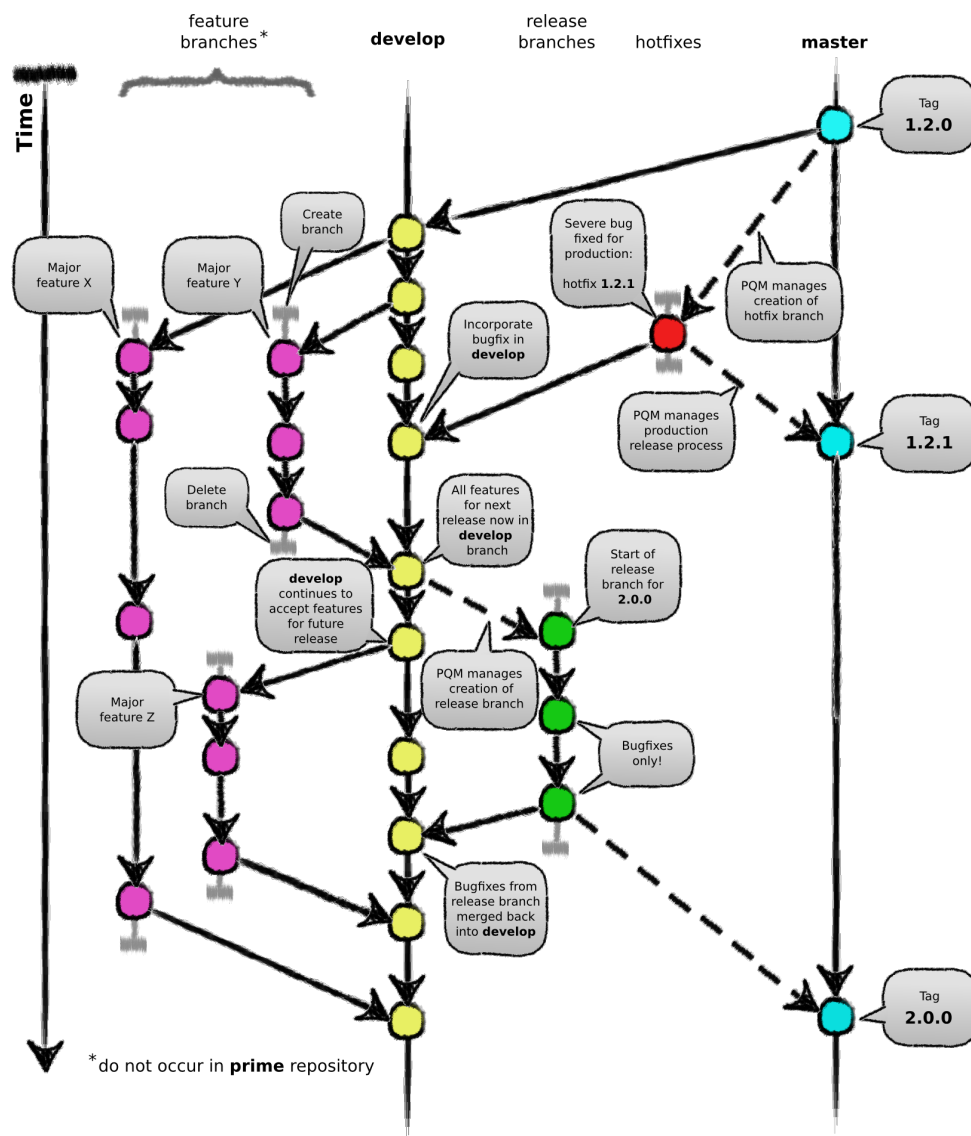 feature
branches*
develop
release
branches
hotfixes
master
Time
Tag
1.2.0
Create
branch
Severe bug
fixed for
production:
hotfix 1.2.1
Major
feature X
Major
feature Y
PQM manages
creation of
hotfix branch
Incorporate
bugfix in
develop
PQM manages
production
release process
Tag
1.2.1
Delete
branch
All features
for next
release now in
develop
branch
Start of
release
branch for
2.0.0
develop
continues to
accept features
for future
release
PQM manages
creation of
release branch
Major
feature Z
Bugfixes
only!
Bugfixes from
release branch
merged back
into develop
Tag
2.0.0
*do not occur in prime repository